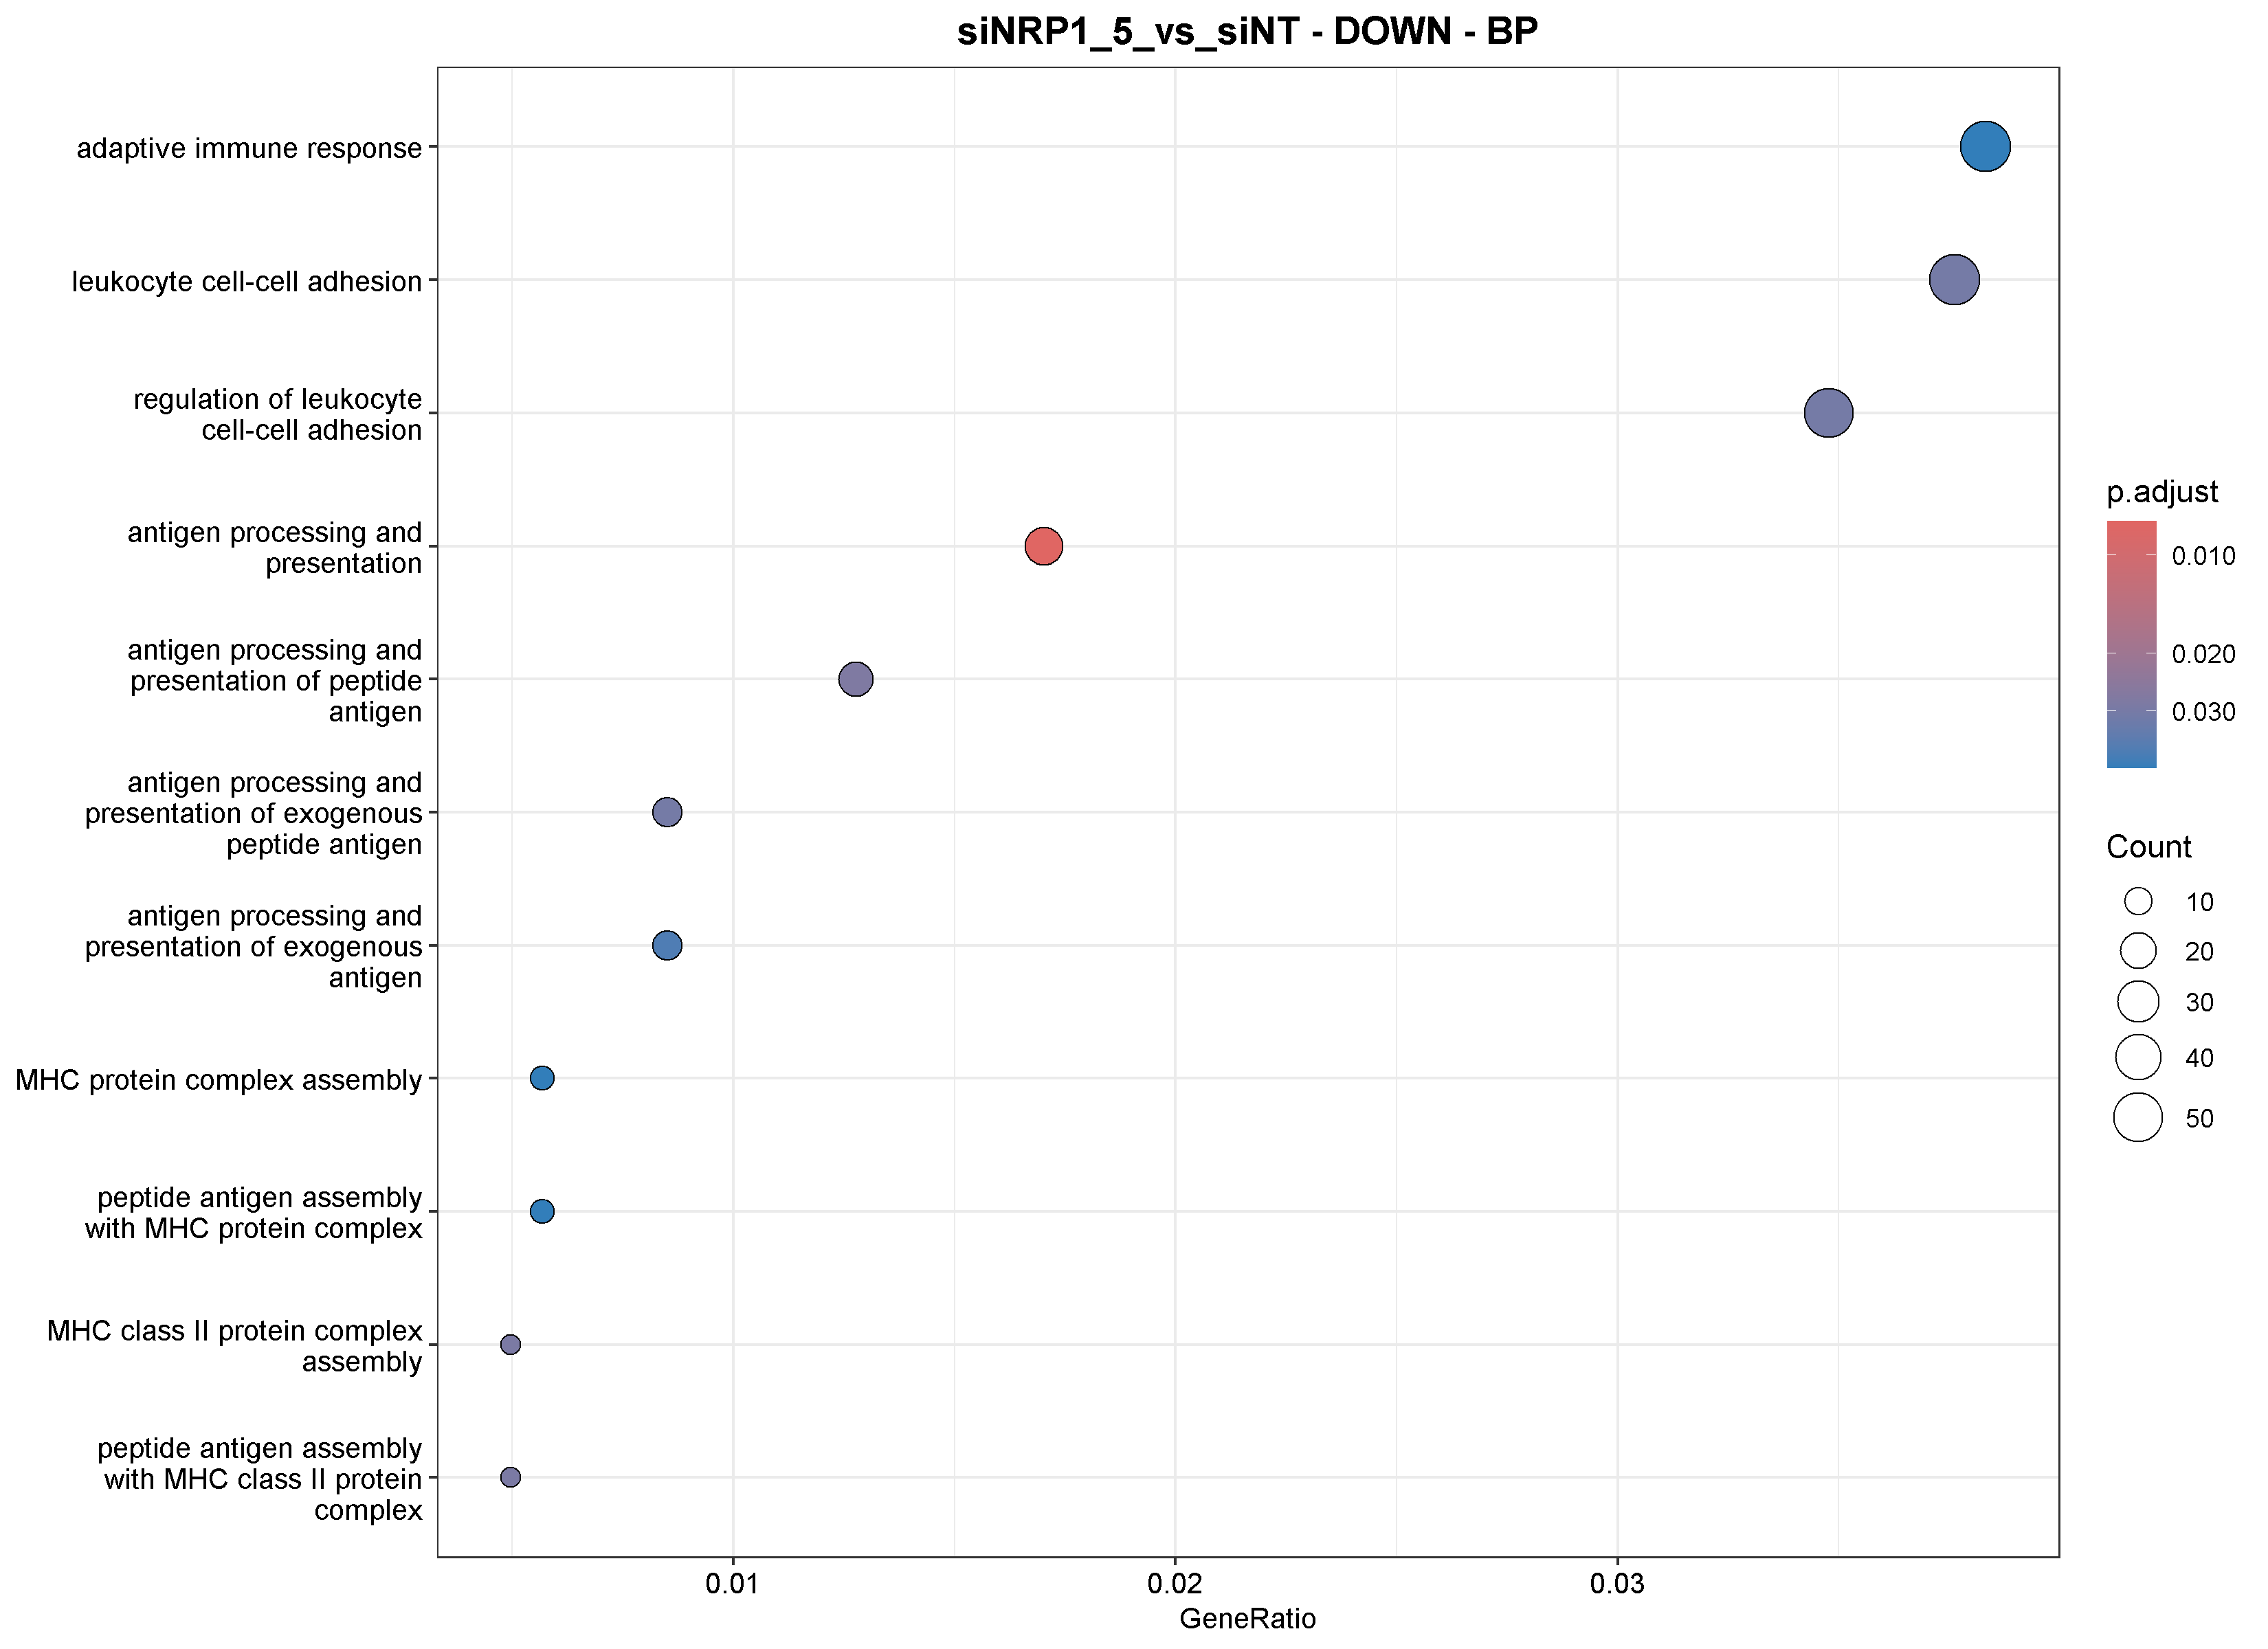 siNRP1_5_vs_siNT - DOWN - BP
adaptive immune response
leukocyte cell-cell adhesion
regulation of leukocyte
cell-cell adhesion
antigen processing and
presentation
antigen processing and
presentation of peptide
antigen
antigen processing and
presentation of exogenous
peptide antigen
antigen processing and
presentation of exogenous
antigen
MHC protein complex assembly
peptide antigen assembly
with MHC protein complex
MHC class II protein complex
assembly
peptide antigen assembly
with MHC class II protein
complex
0.01
0.02
0.03
GeneRatio
p.adjust
0.010
0.020
0.030
Count
10
20
30
40
50